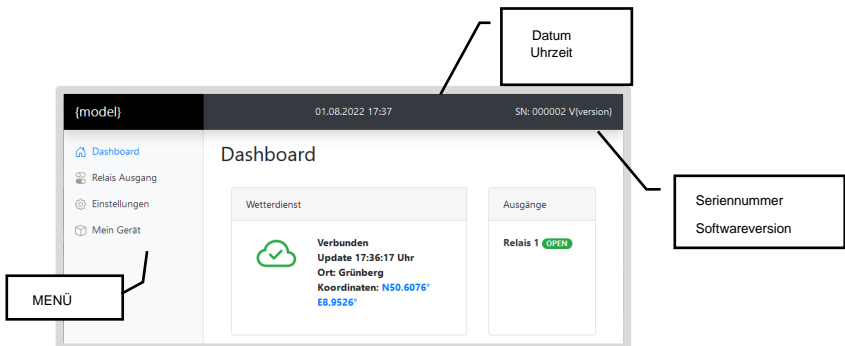 Datum
Uhrzeit
{model}
01.08.2022 17:37
SN: 000002 V(version)
Dashboard
Relais Ausgang
Einstellungen
Mein Gerät
MENÜ
Dashboard
Wetterdienst
Verbunden
Update 17:36:17 Uhr
Ort: Grünberg
Koordinaten: N50.6076°
E8.9526°
Ausgänge
Relais 1 OPEN
Seriennummer
Softwareversion